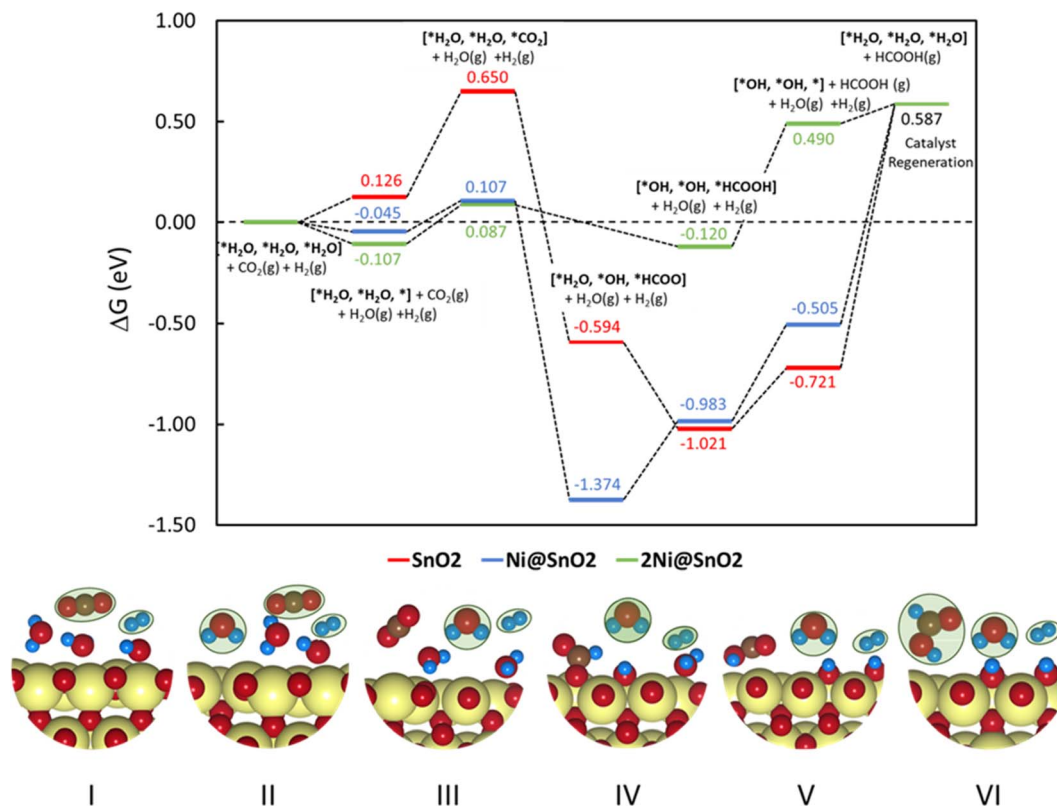 1.00
0.50
0.00
-0.50
-1.00
-1.50
ΔG (eV)
[*H₂O, *H₂O, *H₂O]
+ CO₂(g) + H₂(g)
0.126
-0.045
-0.107
[*H₂O, *H₂O, *] + CO₂(g)
+ H₂O(g) +H₂(g)
[*H₂O, *H₂O, *CO₂]
+ H₂O(g) +H₂(g)
0.650
0.107
0.087
[*H₂O, *OH, *HCOO]
+ H₂O(g) + H₂(g)
-0.594
-1.374
[*OH, *OH, *HCOOH]
+ H₂O(g) + H₂(g)
-0.120
-0.983
-1.021
[*OH, *OH, *] + HCOOH (g)
+ H₂O(g) +H₂(g)
0.490
-0.505
-0.721
[*H₂O, *H₂O, *H₂O]
+ HCOOH(g)
0.587
Catalyst
Regeneration
SnO2 Ni@SnO2 2Ni@SnO2
I II III IV V VI